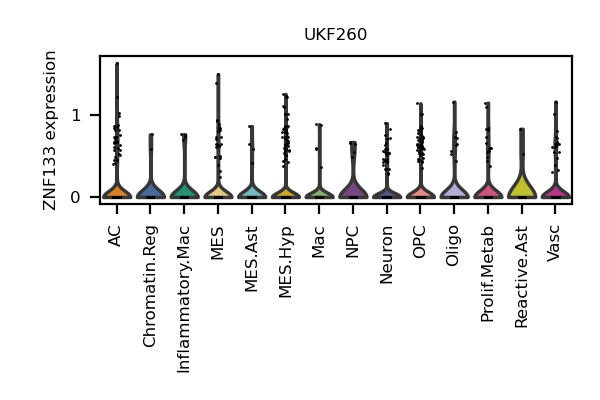 UKF260
ZNF133 expression
1
0
AC
Chromatin.Reg
Inflammatory.Mac
MES
MES.Ast
MES.Hyp
Mac
NPC
Neuron
OPC
Oligo
Prolif.Metab
Reactive.Ast
Vasc